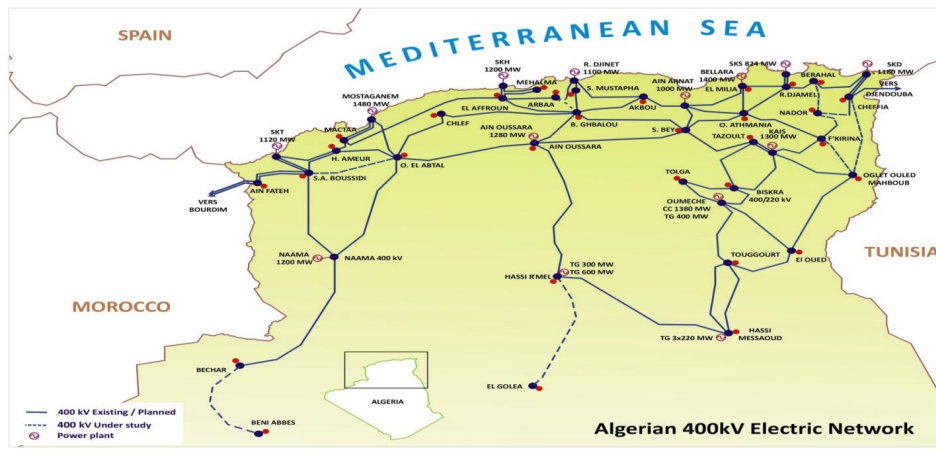 SPAIN
MEDITERRANEAN SEA
SKH
1200 MW
MEHALMA
R. DJINET
1100 MW
S. MUSTAPHA
AIN ARNAT
1000 MW
BELLARA
1400 MW
SKS 824 MW
EL MILIA
BERAHAL
SKD
1180 MW
VERS
DJENDOUBA
CHEFFIA
R.DJAMEL
NADOR
MOSTAGANEM
1480 MW
EL AFFROUN
ARBAA
AKBOU
CHLEF
B. GHBALOU
O. ATHMANIA
SKT
1120 MW
MACTAA
AIN OUSSARA
1280 MW
AIN OUSSARA
S. BEY
TAZOULT
KAIS
1300 MW
F'KIRINA
H. AMEUR
O. EL ABTAL
S.A. BOUSSIDI
AIN FATEH
VERS
BOURDIM
TOLGA
BISKRA
400/220 kV
OGLET OULED
MAHBOUB
OUMECHE
CC 1380 MW
TG 400 MW
NAAMA
1200 MW
NAAMA 400 kV
TOUGGOURT
El OUED
TUNISIA
HASSI R'MEL
TG 300 MW
TG 600 MW
MOROCCO
TG 3x220 MW
HASSI
MESSAOUD
BECHAR
EL GOLEA
ALGERIA
BENI ABBES
400 kV Existing / Planned
400 kV Under study
Power plant
Algerian 400kV Electric Network